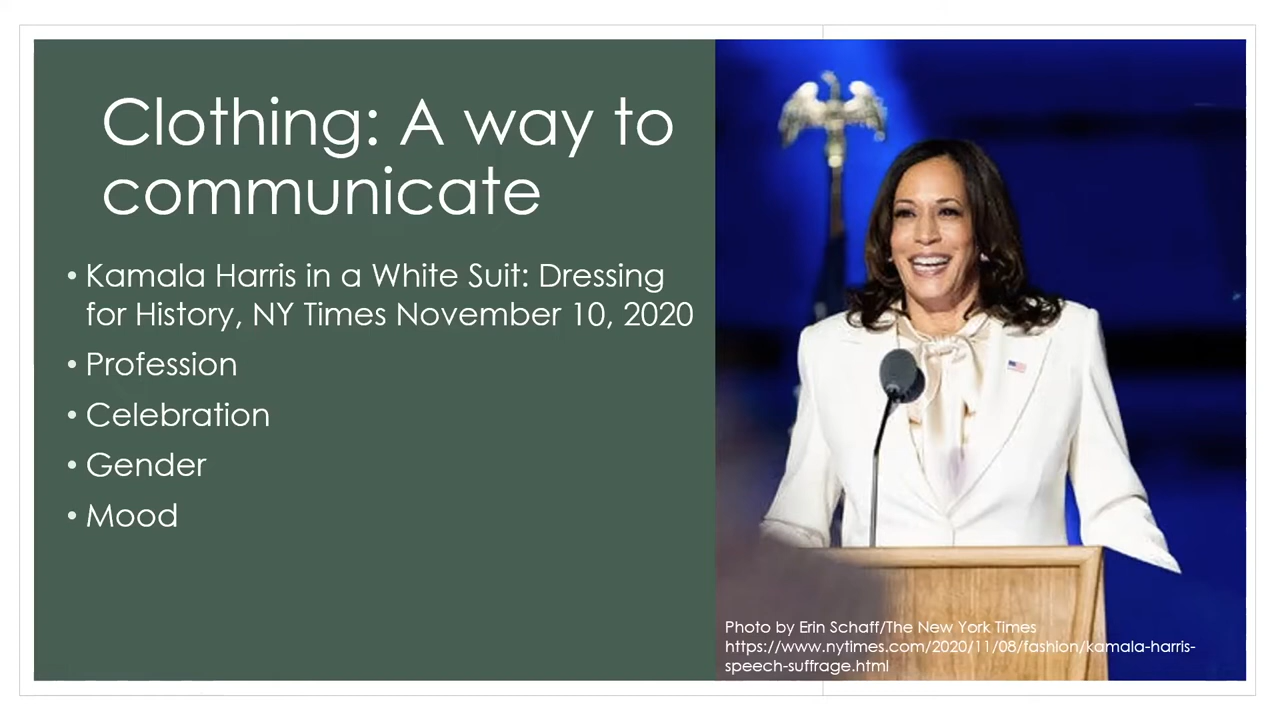 Clothing: A way to
communicate
• Kamala Harris in a White Suit: Dressing
for History, NY Times November 10, 2020
• Profession
• Celebration
• Gender
• Mood
Photo by Erin Schaff/The New York Times
https://www.nytimes.com/2020/11/08/fashion/kamala-harris-
speech-suffrage.html